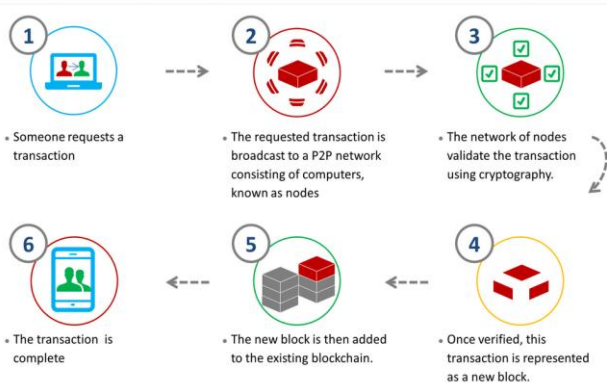 1
• Someone requests a
transaction
2
• The requested transaction is
broadcast to a P2P network
consisting of computers,
known as nodes
3
• The network of nodes
validate the transaction
using cryptography.
4
• Once verified, this
transaction is represented
as a new block.
5
• The new block is then added
to the existing blockchain.
6
• The transaction is
complete